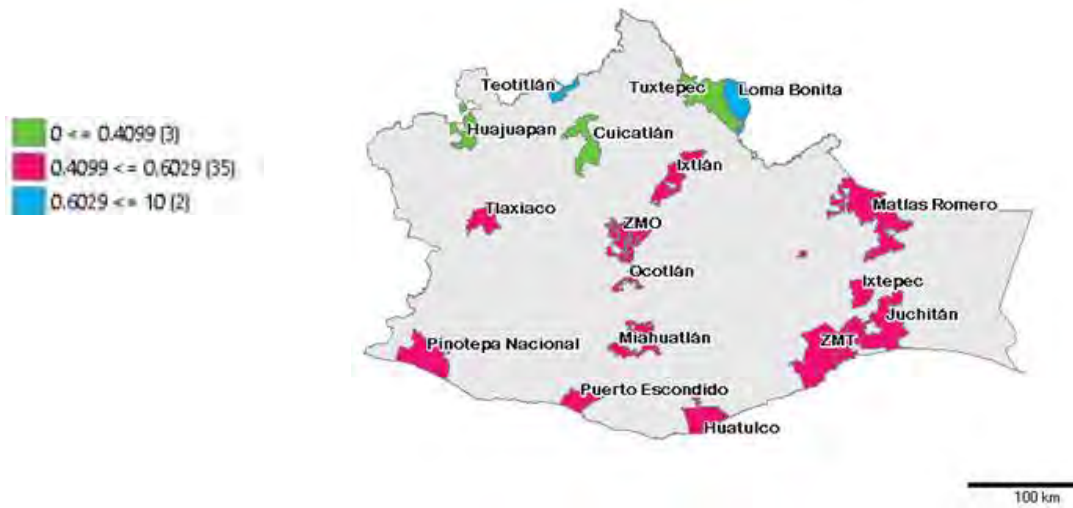 0 <= 0.4099 (3)
0.4099 <= 0.6029 (35)
0.6029 <= 10 (2)
Teotitlán
Tuxtepec
Loma Bonita
Huajuapan
Cuicatlán
Ixtlán
Tlaxiaco
ZMO
Matías Romero
Ocotlán
Ixtepec
Juchitán
Pinotepa Nacional
Miahuatlán
ZMT
Puerto Escondido
Huatulco
100 km